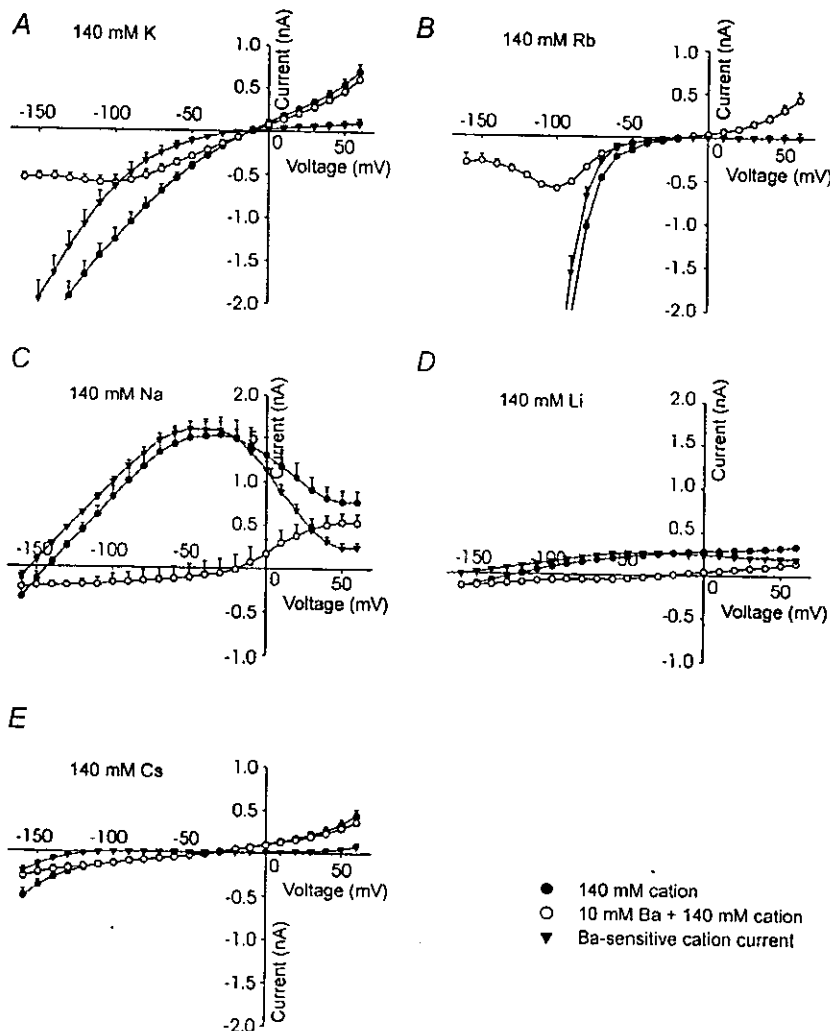 A
140 mM K
1.0
0.5
Current (nA)
-150
-100
-50
0
50
Voltage (mV)
-0.5
-1.0
-1.5
-2.0
B
140 mM Rb
1.0
0.5
Current (nA)
-150
-100
-50
0
50
Voltage (mV)
-0.5
-1.0
-1.5
-2.0
C
140 mM Na
2.0
1.5
1.0
0.5
Current (nA)
-150
-100
-50
0
50
Voltage (mV)
-0.5
-1.0
D
140 mM Li
2.0
1.5
1.0
0.5
Current (nA)
-150
-100
-50
0
50
Voltage (mV)
-0.5
-1.0
E
140 mM Cs
1.0
0.5
-150
-100
-50
0
50
Voltage (mV)
-0.5
-1.0
-1.5
-2.0
Current (nA)
140 mM cation
10 mM Ba + 140 mM cation
Ba-sensitive cation current